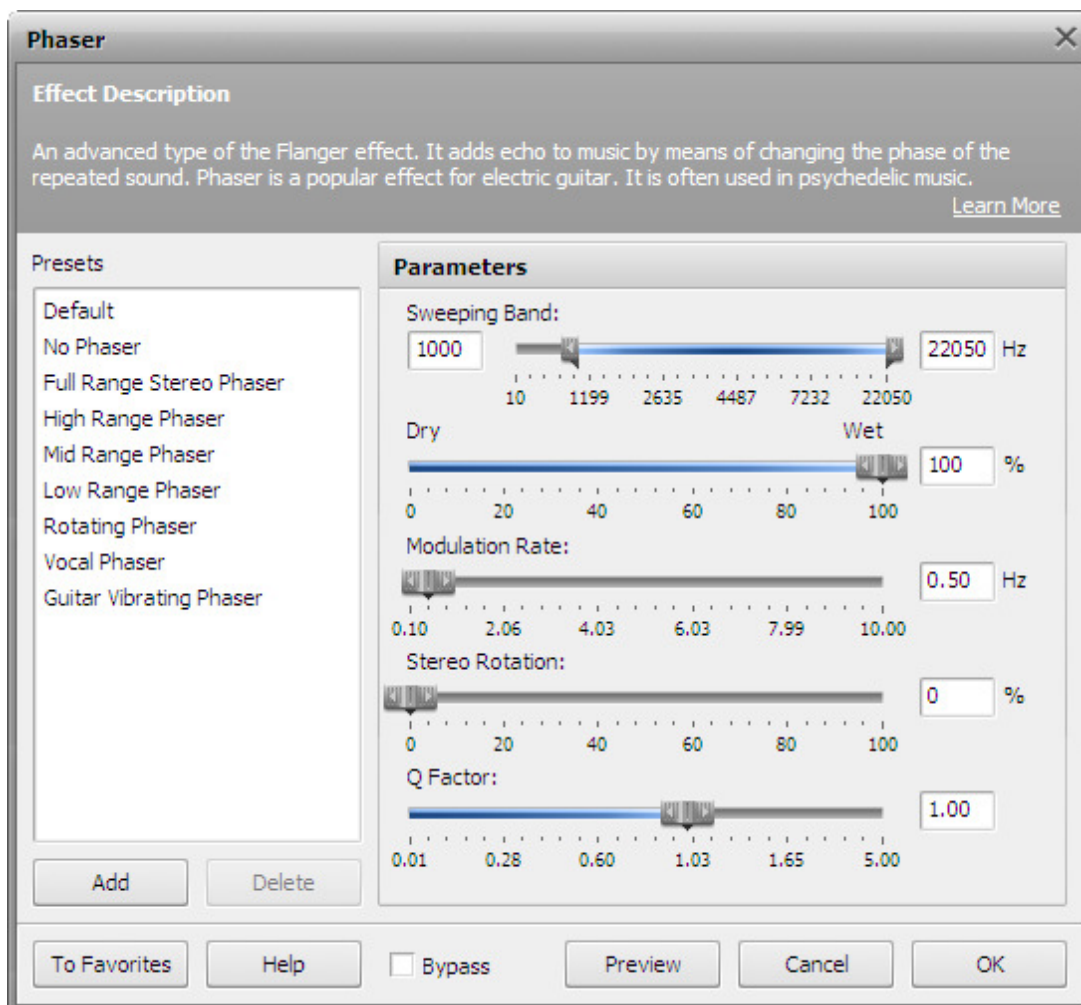 Phaser
Effect Description
An advanced type of the Flanger effect. It adds echo to music by means of changing the phase of the
repeated sound. Phaser is a popular effect for electric guitar. It is often used in psychedelic music.
Learn More
Presets
Default
No Phaser
Full Range Stereo Phaser
High Range Phaser
Mid Range Phaser
Low Range Phaser
Rotating Phaser
Vocal Phaser
Guitar Vibrating Phaser
Add Delete
Parameters
Sweeping Band:
1000 22050 Hz
10 1199 2635 4487 7232 22050
Dry Wet
100 %
0 20 40 60 80 100
Modulation Rate:
0.50 Hz
0.10 2.06 4.03 6.03 7.99 10.00
Stereo Rotation:
0 %
0 20 40 60 80 100
Q Factor:
1.00
0.01 0.28 0.60 1.03 1.65 5.00
To Favorites Help Bypass Preview Cancel OK